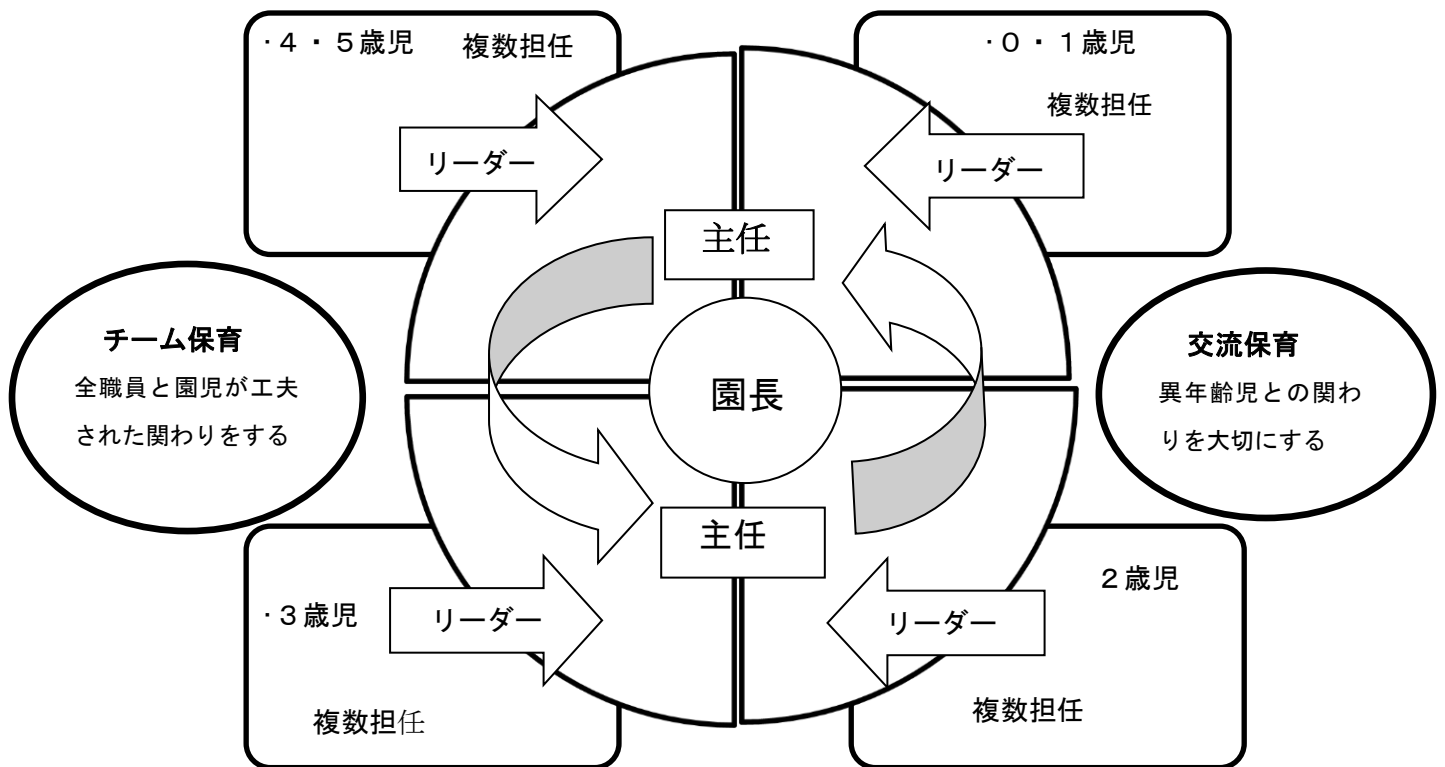 ·４・５歳児　複数担任
·０・１歳児
複数担任
リーダー
リーダー
主任
チーム保育
全職員と園児が工夫
された関わりをする
園長
交流保育
異年齢児との関わ
りを大切にする
主任
·３歳児
リーダー
リーダー
２歳児
複数担任
複数担任